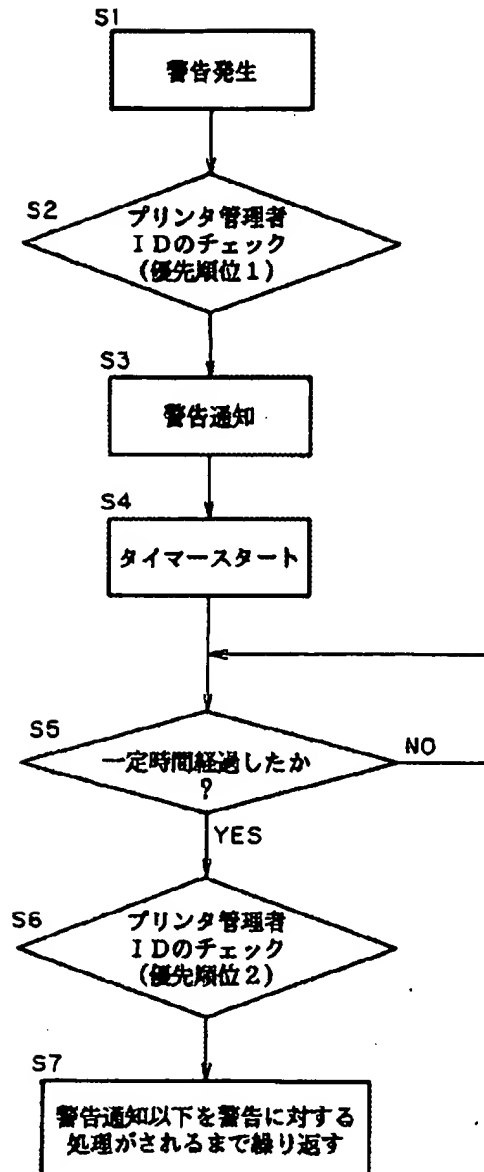 S1
警告発生
S2
プリンタ管理者
IDのチェック
(優先順位1)
S3
警告通知
S4
タイマースタート
S5
一定時間経過したか
?
NO
YES
S6
プリンタ管理者
IDのチェック
(優先順位2)
S7
警告通知以下を警告に対する
処理がされるまで繰り返す